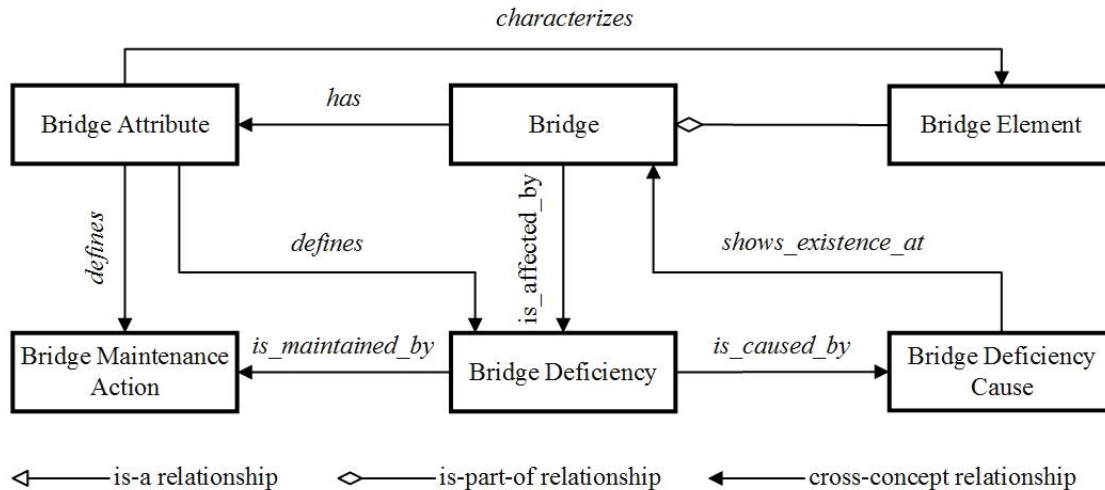 characterizes
Bridge Attribute
has
Bridge
Bridge Element
defines
defines
is_affected_by
shows_existence_at
Bridge Maintenance
Action
is_maintained_by
Bridge Deficiency
is_caused_by
Bridge Deficiency
Cause
is-a relationship
is-part-of relationship
cross-concept relationship